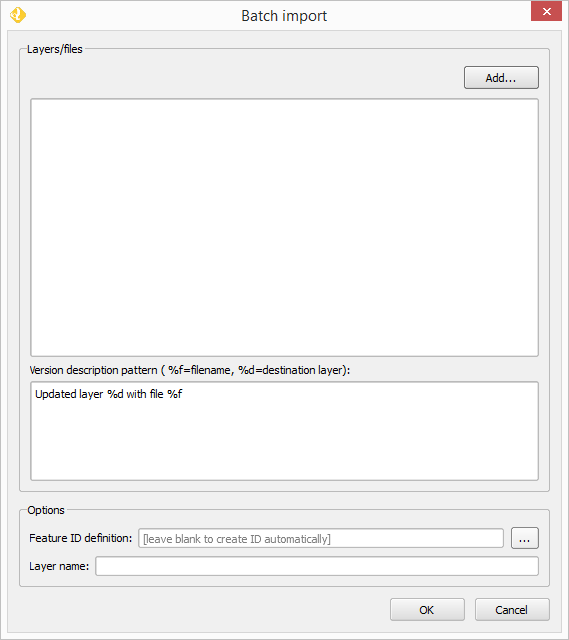 Batch import
Layers/files
Add...
Version description pattern ( %f=filename, %d=destination layer):
Updated layer %d with file %f
Options
Feature ID definition: [leave blank to create ID automatically] ...
Layer name:
OK Cancel